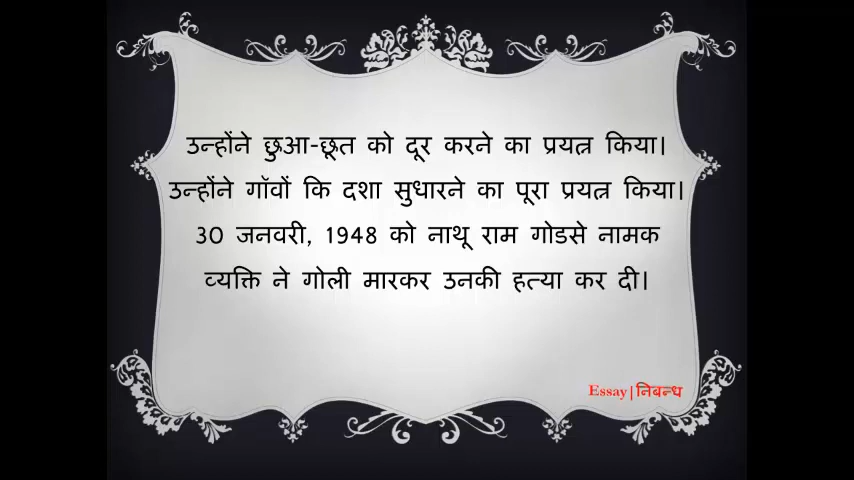 उन्होंने छुआ-छूत को दूर करने का प्रयत्न किया।
उन्होंने गॉवों कि दशा सुधारने का पूरा प्रयत्न किया।
30 जनवरी, 1948 को नाथू राम गोडसे नामक
व्यक्ति ने गोली मारकर उनकी हत्या कर दी।
Essay|निबन्ध